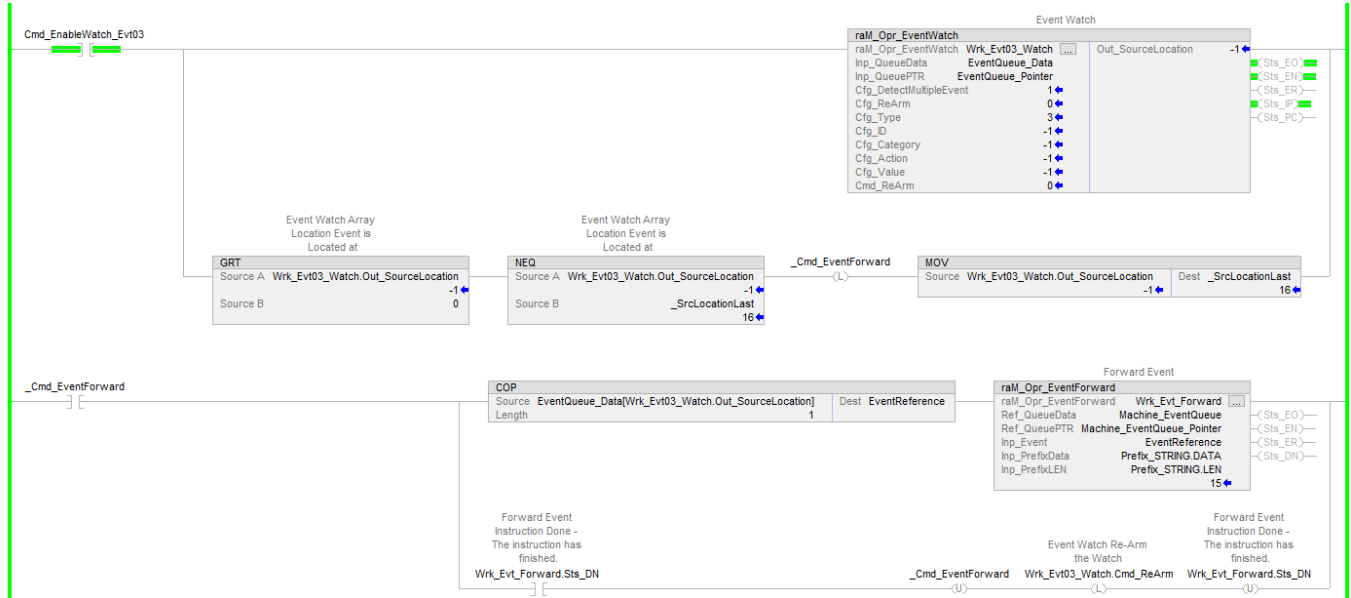 Event Watch
Cmd_EnableWatch_Evt03
raM_Opr_EventWatch
raM_Opr_EventWatch Wrk_Evt03_Watch ... Out_SourceLocation -1
Inp_QueueData EventQueue_Data (Sts_EO)
Inp_QueuePTR EventQueue_Pointer (Sts_EN)
Cfg_DetectMultipleEvent 1 (Sts_ER)
Cfg_ReArm 0 (Sts_IP)
Cfg_Type 3 (Sts_PC)
Cfg_ID -1
Cfg_Category -1
Cfg_Action -1
Cfg_Value -1
Cmd_ReArm 0
Event Watch Array
Location Event is
Located at
GRT
Source A Wrk_Evt03_Watch.Out_SourceLocation
-1
Source B 0
Event Watch Array
Location Event is
Located at
NEQ
Source A Wrk_Evt03_Watch.Out_SourceLocation
-1
Source B _SrcLocationLast
16
_Cmd_EventForward
L
MOV
Source Wrk_Evt03_Watch.Out_SourceLocation Dest _SrcLocationLast
-1 16
_Cmd_EventForward
COP
Source EventQueue_Data[Wrk_Evt03_Watch.Out_SourceLocation] Dest EventReference
Length 1
Forward Event
raM_Opr_EventForward
raM_Opr_EventForward Wrk_Evt_Forward ...
Ref_QueueData Machine_EventQueue (Sts_EO)
Ref_QueuePTR Machine_EventQueue_Pointer (Sts_EN)
Inp_Event EventReference (Sts_ER)
Inp_PrefixData Prefix_STRING.DATA (Sts_DN)
Inp_PrefixLEN Prefix_STRING.LEN
15
Forward Event
Instruction Done -
The instruction has
finished.
Wrk_Evt_Forward.Sts_DN
_Cmd_EventForward
U
Event Watch Re-Arm
the Watch
Wrk_Evt03_Watch.Cmd_ReArm
L
Forward Event
Instruction Done -
The instruction has
finished.
Wrk_Evt_Forward.Sts_DN
U